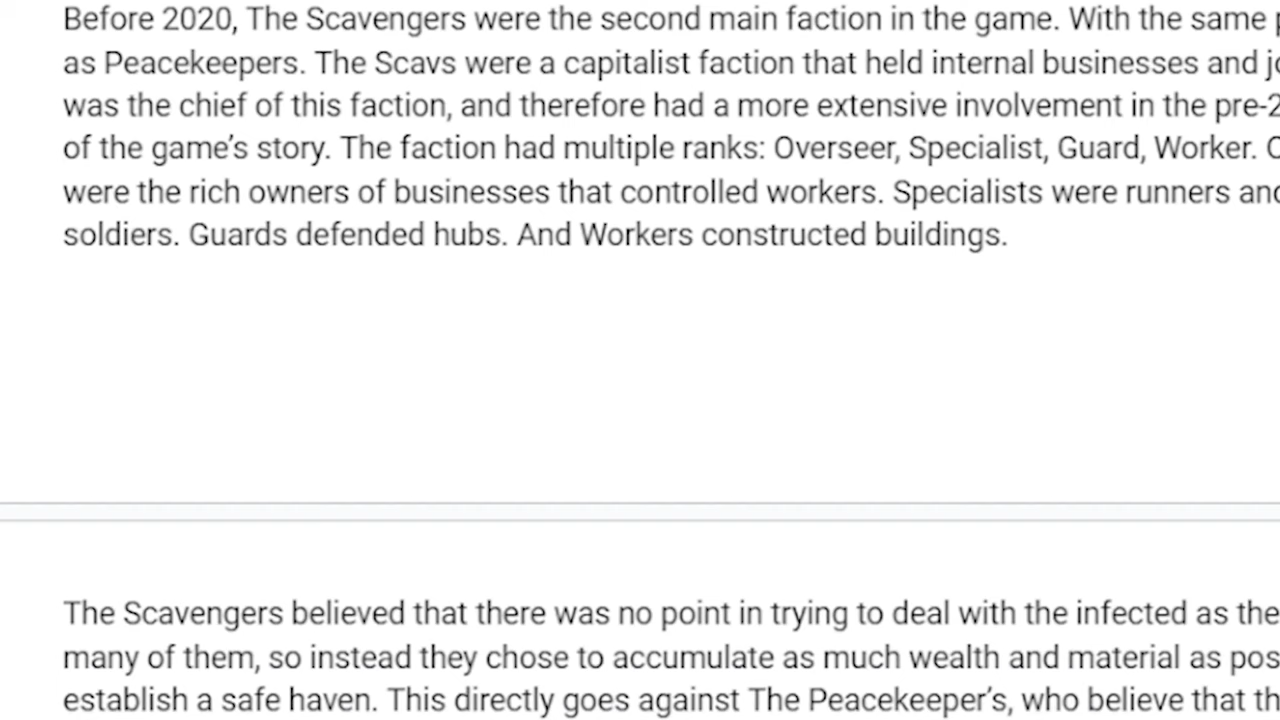 Before 2020, The Scavengers were the second main faction in the game. With the same
as Peacekeepers. The Scavs were a capitalist faction that held internal businesses and
was the chief of this faction, and therefore had a more extensive involvement in the pre-2
of the game’s story. The faction had multiple ranks: Overseer, Specialist, Guard, Worker.
were the rich owners of businesses that controlled workers. Specialists were runners and
soldiers. Guards defended hubs. And Workers constructed buildings.
The Scavengers believed that there was no point in trying to deal with the infected as the
many of them, so instead they chose to accumulate as much wealth and material as pos
establish a safe haven. This directly goes against The Peacekeeper’s, who believe that th